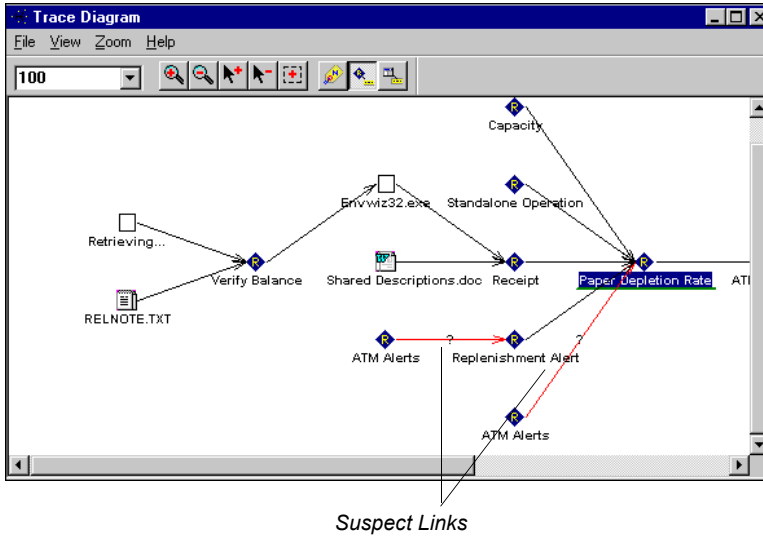 Trace Diagram
File View Zoom Help
100
Capacity
Envwiz32.exe Standalone Operation
Retrieving...
Verify Balance Shared Descriptions.doc Receipt Paper Depletion Rate ATM
RELNOTE.TXT
? ?
ATM Alerts Replenishment Alert
ATM Alerts
Suspect Links